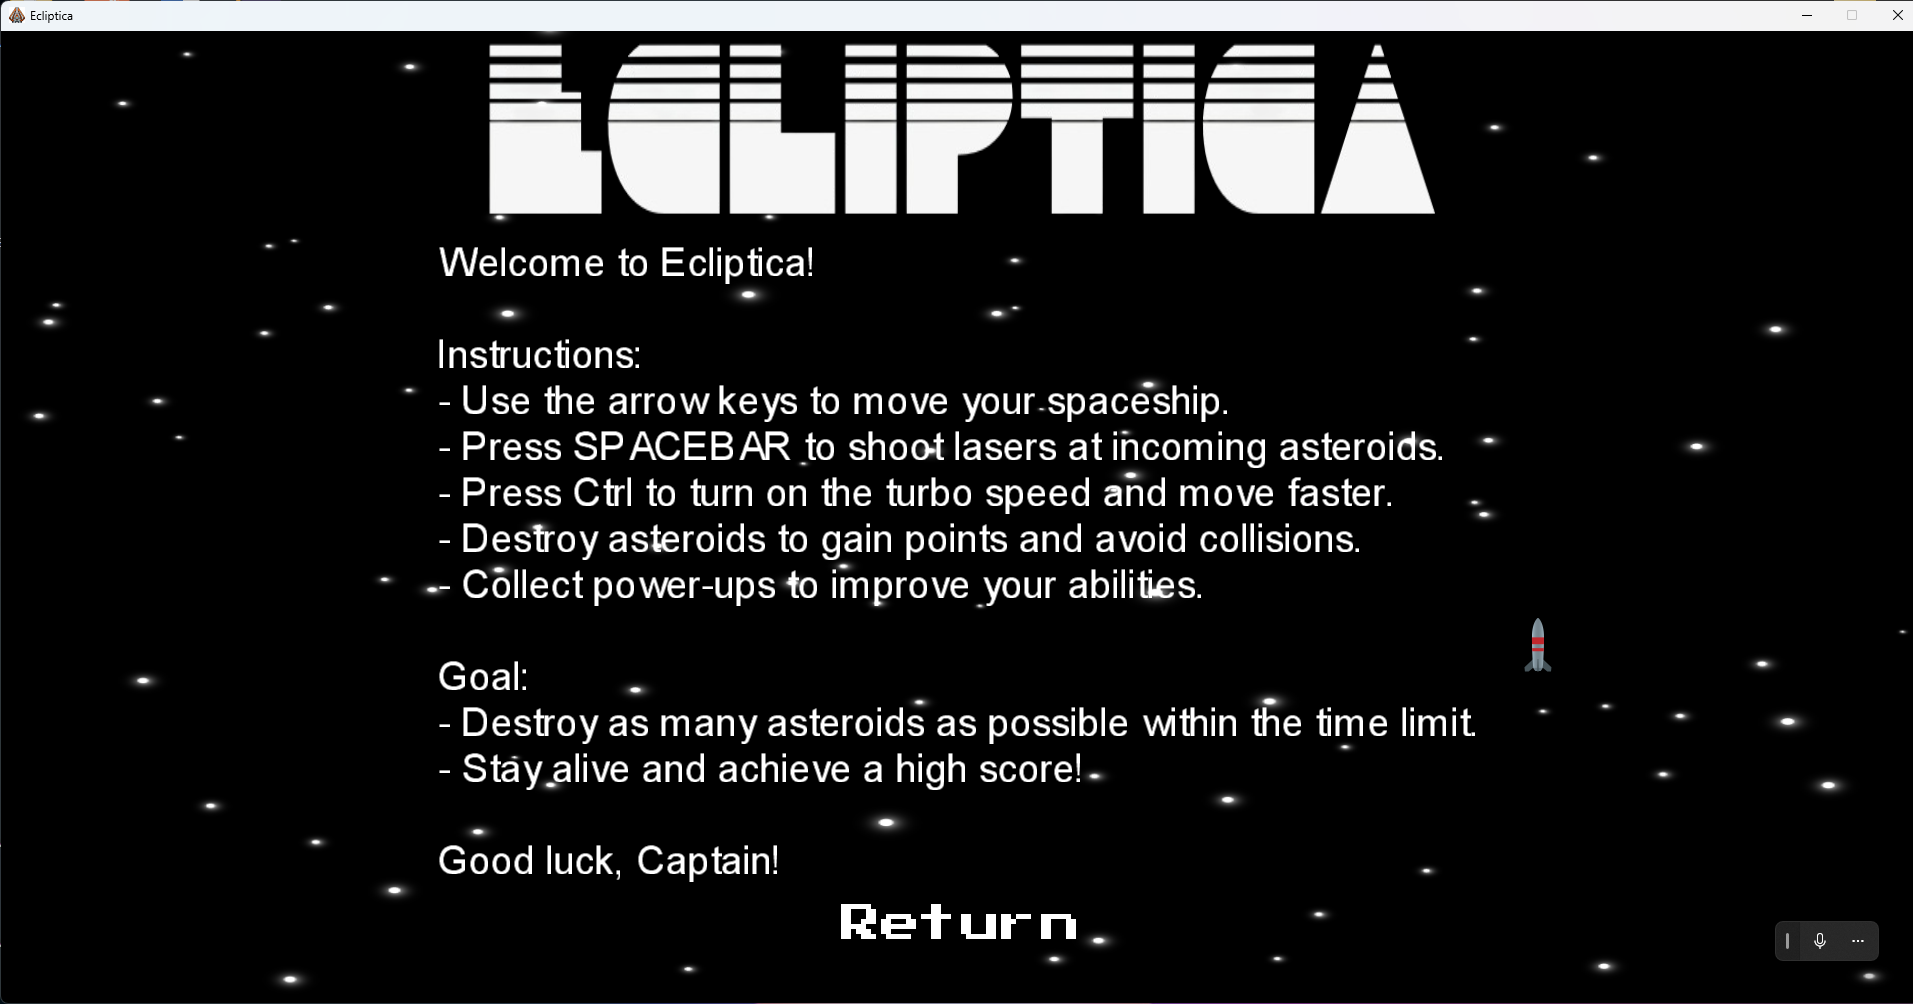 Ecliptica
ECLIPTICA
Welcome to Ecliptica!
Instructions:
- Use the arrow keys to move your spaceship.
- Press SPACEBAR to shoot lasers at incoming asteroids.
- Press Ctrl to turn on the turbo speed and move faster.
- Destroy asteroids to gain points and avoid collisions.
- Collect power-ups to improve your abilities.
Goal:
- Destroy as many asteroids as possible within the time limit.
- Stay alive and achieve a high score!
Good luck, Captain!
Return